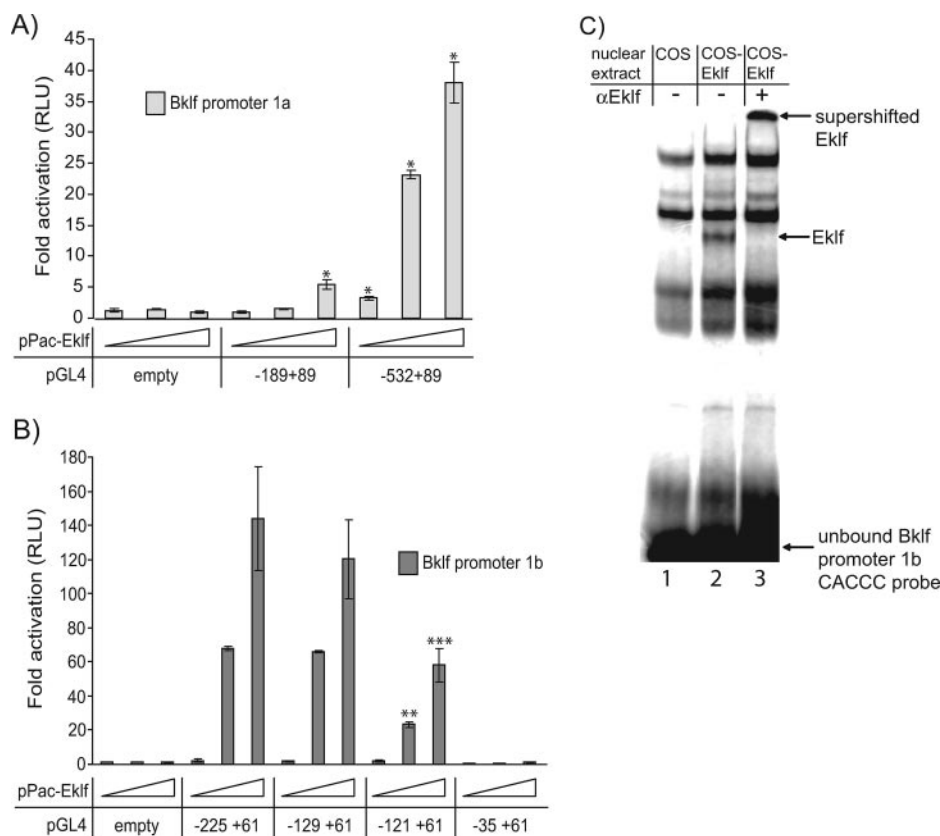 A)
Fold activation (RLU)
45
40
35
30
25
20
15
10
5
0
Bklf promoter 1a
* * * *
pPac-Eklf
pGL4 empty -189+89 -532+89
B)
Fold activation (RLU)
180
160
140
120
100
80
60
40
20
0
Bklf promoter 1b
** ***
pPac-Eklf
pGL4 empty -225 +61 -129 +61 -121 +61 -35 +61
C)
nuclear COS COS- COS-
extract Eklf Eklf
αEklf - - +
supershifted
Eklf
Eklf
unbound Bklf
promoter 1b
CACCC probe
1 2 3